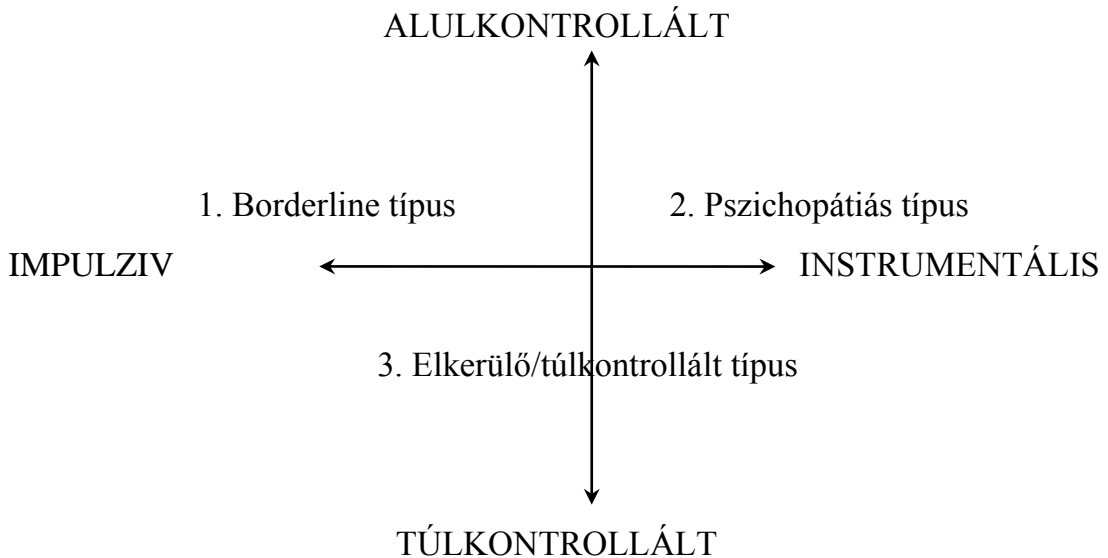 ALULKONTROLLÁLT
1. Borderline típus
2. Pszichopátiás típus
IMPULZIV
INSTRUMENTÁLIS
3. Elkerülő/túlkontrollált típus
TÚLKONTROLLÁLT